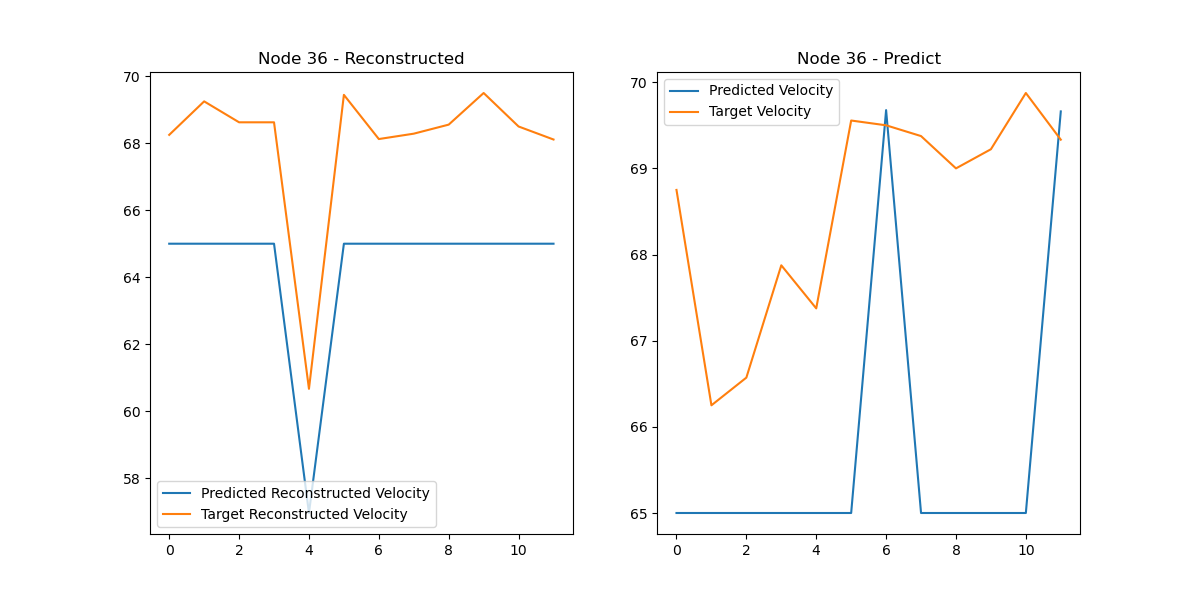 Node 36 - Reconstructed
70
68
66
64
62
60
58
Predicted Reconstructed Velocity
Target Reconstructed Velocity
0 2 4 6 8 10
Node 36 - Predict
Predicted Velocity
Target Velocity
70
69
68
67
66
65
0 2 4 6 8 10